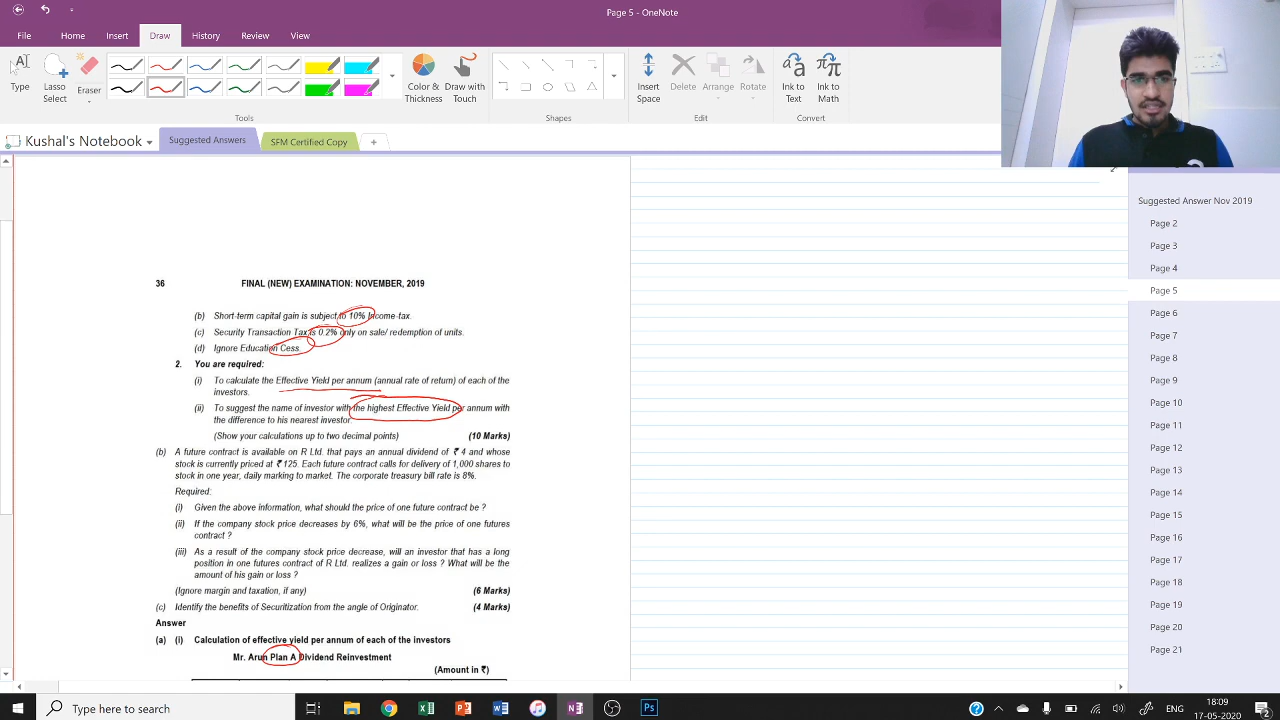 Page 5 - OneNote
File
Home
Insert
Draw
History
Review
View
Type
Lasso
Select
Eraser
Color &
Thickness
Draw with
Touch
Insert
Space
Delete
Arrange
Rotate
Ink to
Text
Ink to
Math
Tools
Shapes
Edit
Convert
Kushal's Notebook
Suggested Answers
SFM Certified Copy
36 FINAL (NEW) EXAMINATION: NOVEMBER, 2019
(b) Short-term capital gain is subject to 10% Income-tax.
(c) Security Transaction Tax is 0.2% only on sale/ redemption of units.
(d) Ignore Education Cess.
2. You are required:
(i) To calculate the Effective Yield per annum (annual rate of return) of each of the
investors.
(ii) To suggest the name of investor with the highest Effective Yield per annum with
the difference to his nearest investor.
(Show your calculations up to two decimal points) (10 Marks)
(b) A future contract is available on R Ltd. that pays an annual dividend of ₹ 4 and whose
stock is currently priced at ₹ 125. Each future contract calls for delivery of 1,000 shares to
stock in one year, daily marking to market. The corporate treasury bill rate is 8%.
Required:
(i) Given the above information, what should the price of one future contract be ?
(ii) If the company stock price decreases by 6%, what will be the price of one futures
contract ?
(iii) As a result of the company stock price decrease, will an investor that has a long
position in one futures contract of R Ltd. realizes a gain or loss ? What will be the
amount of his gain or loss ?
(Ignore margin and taxation, if any) (6 Marks)
(c) Identify the benefits of Securitization from the angle of Originator. (4 Marks)
Answer
(a) (i) Calculation of effective yield per annum of each of the investors
Mr. Arun Plan A Dividend Reinvestment
(Amount in ₹)
Suggested Answer Nov 2019
Page 2
Page 3
Page 4
Page 5
Page 6
Page 7
Page 8
Page 9
Page 10
Page 11
Page 12
Page 13
Page 14
Page 15
Page 16
Page 17
Page 18
Page 19
Page 20
Page 21
Type here to search
18:09
17-05-2020